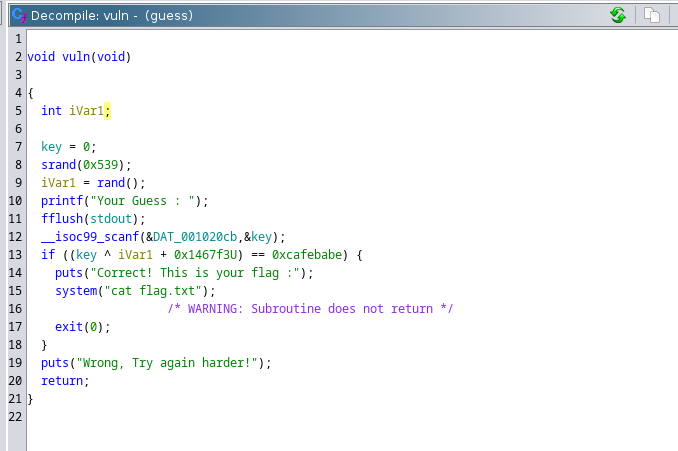 Decompile: vuln - (guess)
1
2 void vuln(void)
3
4 {
5 int iVar1;
6
7 key = 0;
8 srand(0x539);
9 iVar1 = rand();
10 printf("Your Guess : ");
11 fflush(stdout);
12 __isoc99_scanf(&DAT_001020cb,&key);
13 if ((key ^ iVar1 + 0x1467f3U) == 0xcafebabe) {
14 puts("Correct! This is your flag :");
15 system("cat flag.txt");
16 /* WARNING: Subroutine does not return */
17 exit(0);
18 }
19 puts("Wrong, Try again harder!");
20 return;
21 }
22